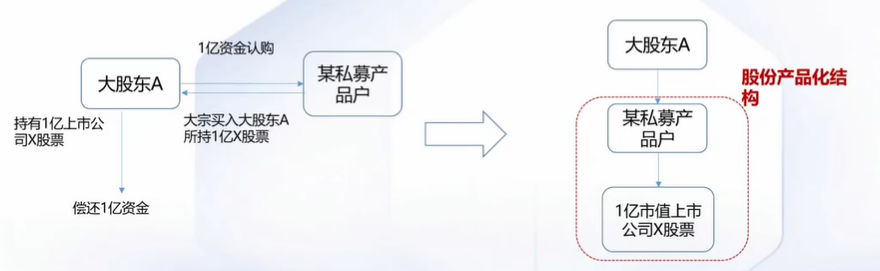 1亿资金认购
大股东A
某私募产
品户
大宗买入大股东A
所持1亿X股票
持有1亿上市公
司X股票
偿还1亿资金
大股东A
股份产品化结
构
某私募产
品户
1亿市值上市
公司X股票